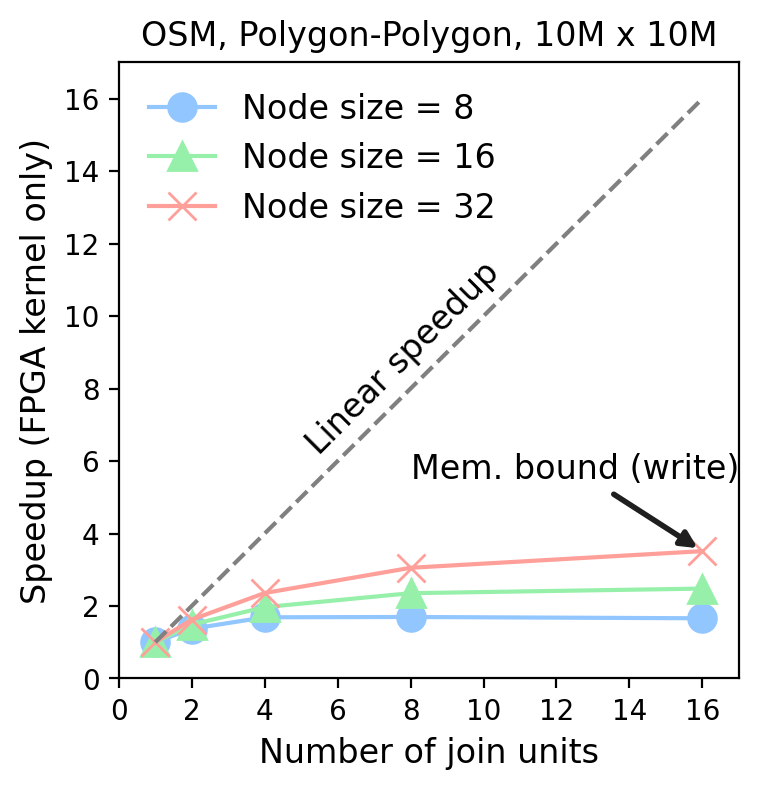 OSM, Polygon-Polygon, 10M x 10M
Speedup (FPGA kernel only)
16
14
12
10
8
6
4
2
0
Node size = 8
Node size = 16
Node size = 32
Linear speedup
Mem. bound (write)
0 2 4 6 8 10 12 14 16
Number of join units